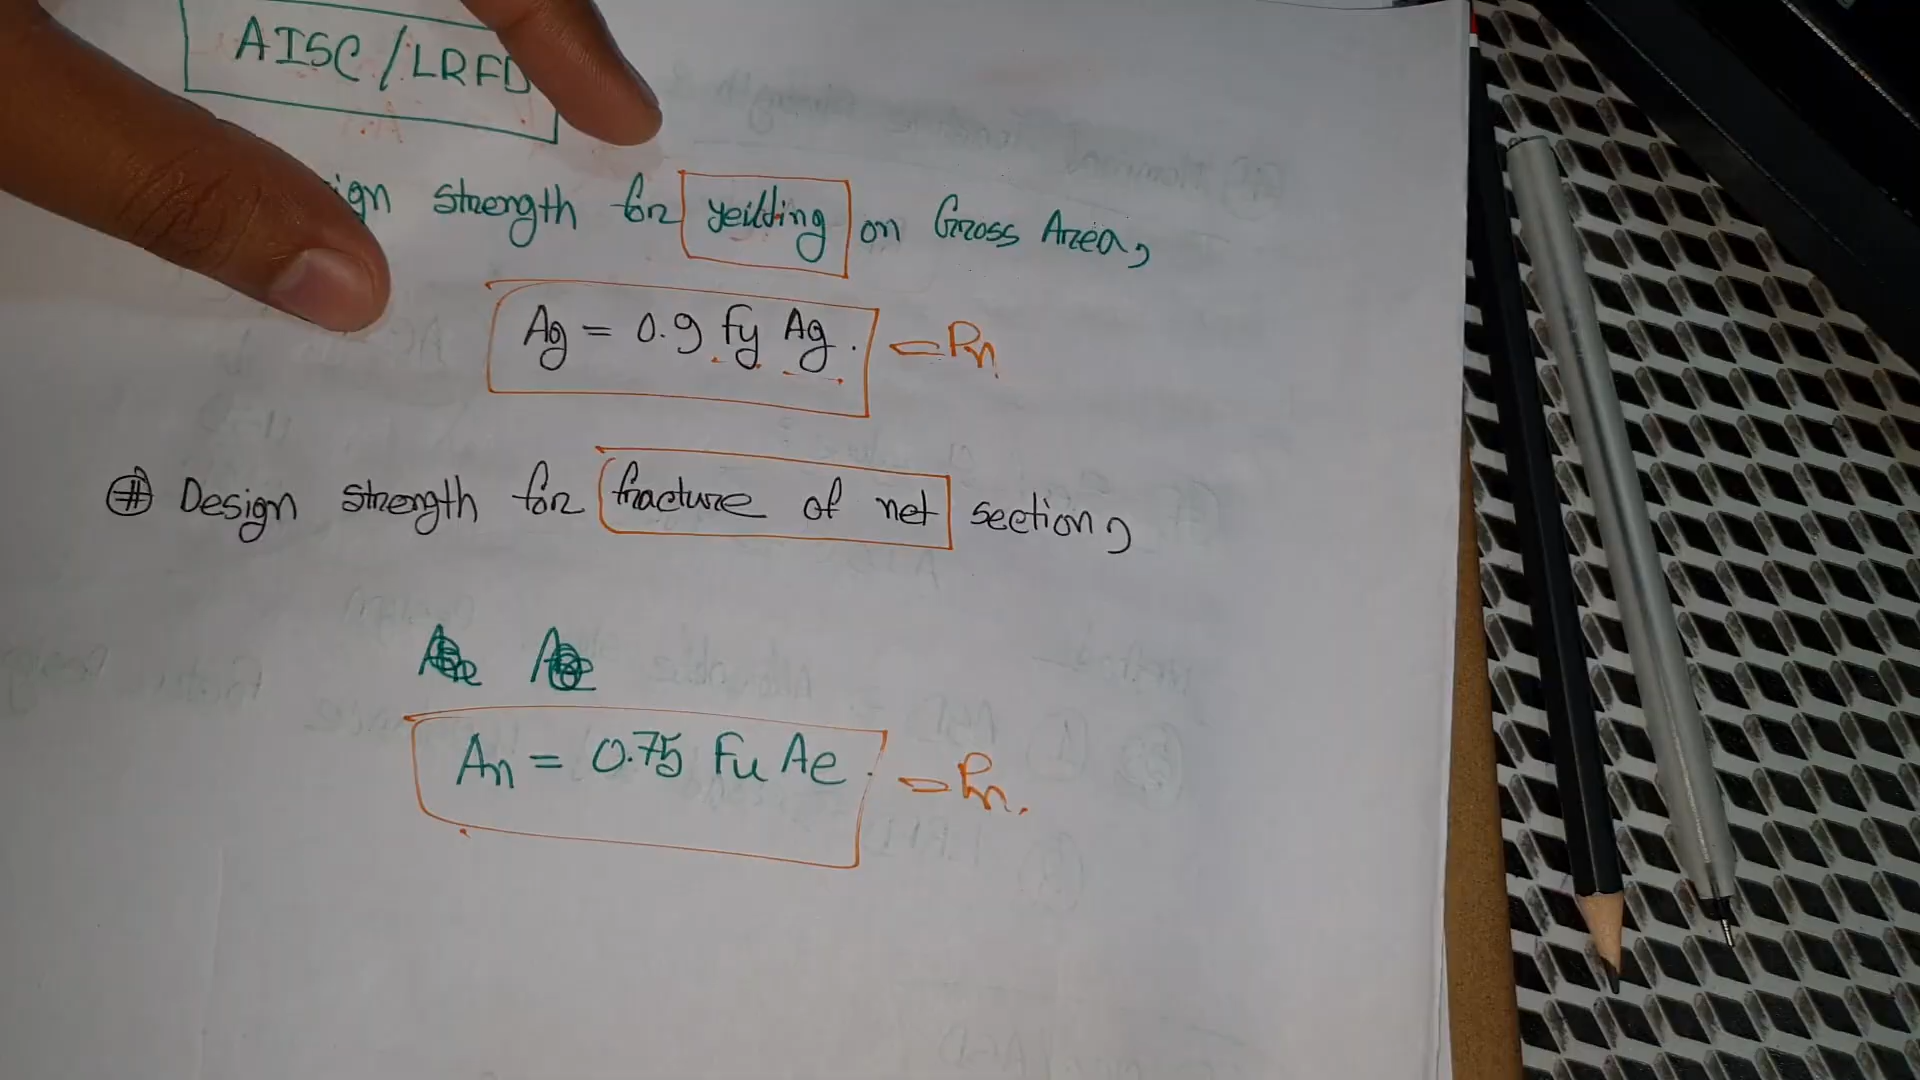 AISC/LRFD
ign strength for yeilding on Gross Area,
Ag = 0.9 fy Ag. = Pn
# Design strength for fracture of net section,
An = 0.75 Fu Ae. = Pn.